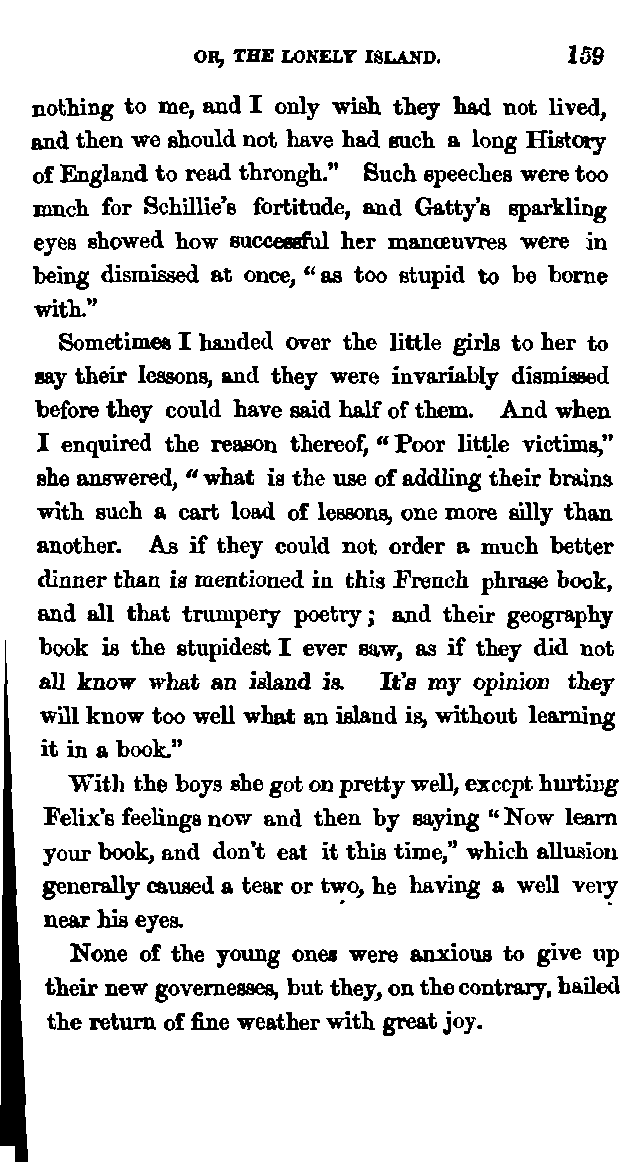 OR, THE LONELY ISLAND. 159
nothing to me, and I only wish they had not lived,
and then we should not have had such a long History
of England to read throngh." Such speeches were too
much for Schillie's fortitude, and Gatty's sparkling
eyes showed how successful her manœuvres were in
being dismissed at once, "as too stupid to be borne
with."
Sometimes I handed over the little girls to her to
say their lessons, and they were invariably dismissed
before they could have said half of them. And when
I enquired the reason thereof, "Poor little victims,"
she answered, "what is the use of addling their brains
with such a cart load of lessons, one more silly than
another. As if they could not order a much better
dinner than is mentioned in this French phrase book,
and all that trumpery poetry; and their geography
book is the stupidest I ever saw, as if they did not
all know what an island is. It's my opinion they
will know too well what an island is, without learning
it in a book."
With the boys she got on pretty well, except hurting
Felix's feelings now and then by saying "Now learn
your book, and don't eat it this time," which allusion
generally caused a tear or two, he having a well very
near his eyes.
None of the young ones were anxious to give up
their new governesses, but they, on the contrary, hailed
the return of fine weather with great joy.